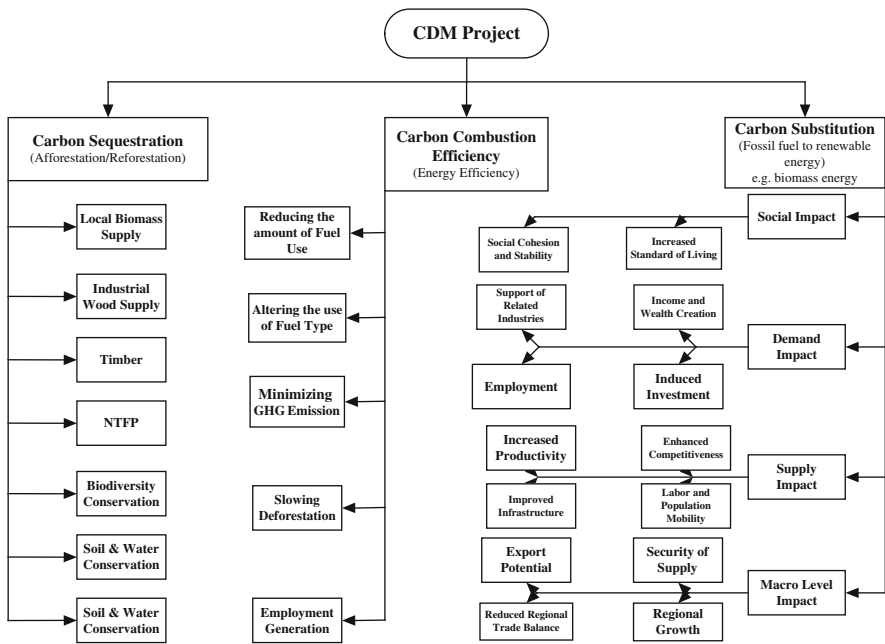 CDM Project
Carbon Sequestration
(Afforestation/Reforestation)
Local Biomass
Supply
Industrial
Wood Supply
Timber
NTFP
Biodiversity
Conservation
Soil & Water
Conservation
Soil & Water
Conservation
Carbon Combustion
Efficiency
(Energy Efficiency)
Reducing the
amount of Fuel
Use
Altering the use
of Fuel Type
Minimizing
GHG Emission
Slowing
Deforestation
Employment
Generation
Carbon Substitution
(Fossil fuel to renewable
energy)
e.g. biomass energy
Social Impact
Social Cohesion
and Stability
Increased
Standard of Living
Demand
Impact
Support of
Related
Industries
Income and
Wealth Creation
Employment
Induced
Investment
Supply
Impact
Increased
Productivity
Enhanced
Competitiveness
Improved
Infrastructure
Labor and
Population
Mobility
Macro Level
Impact
Export
Potential
Security of
Supply
Reduced Regional
Trade Balance
Regional
Growth